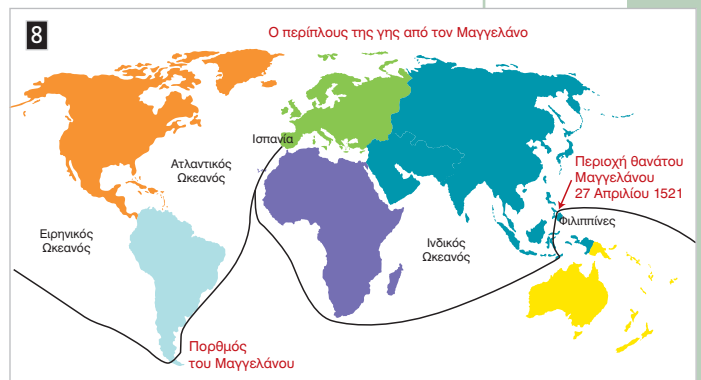 8
Ο περίπλους της γης από τον Μαγγελάνο
Ισπανία
Ατλαντικός
Ωκεανός
Περιοχή θανάτου
Μαγγελάνου
27 Απριλίου 1521
Φιλιππίνες
Ειρηνικός
Ωκεανός
Ινδικός
Ωκεανός
Πορθμός
του Μαγγελάνου